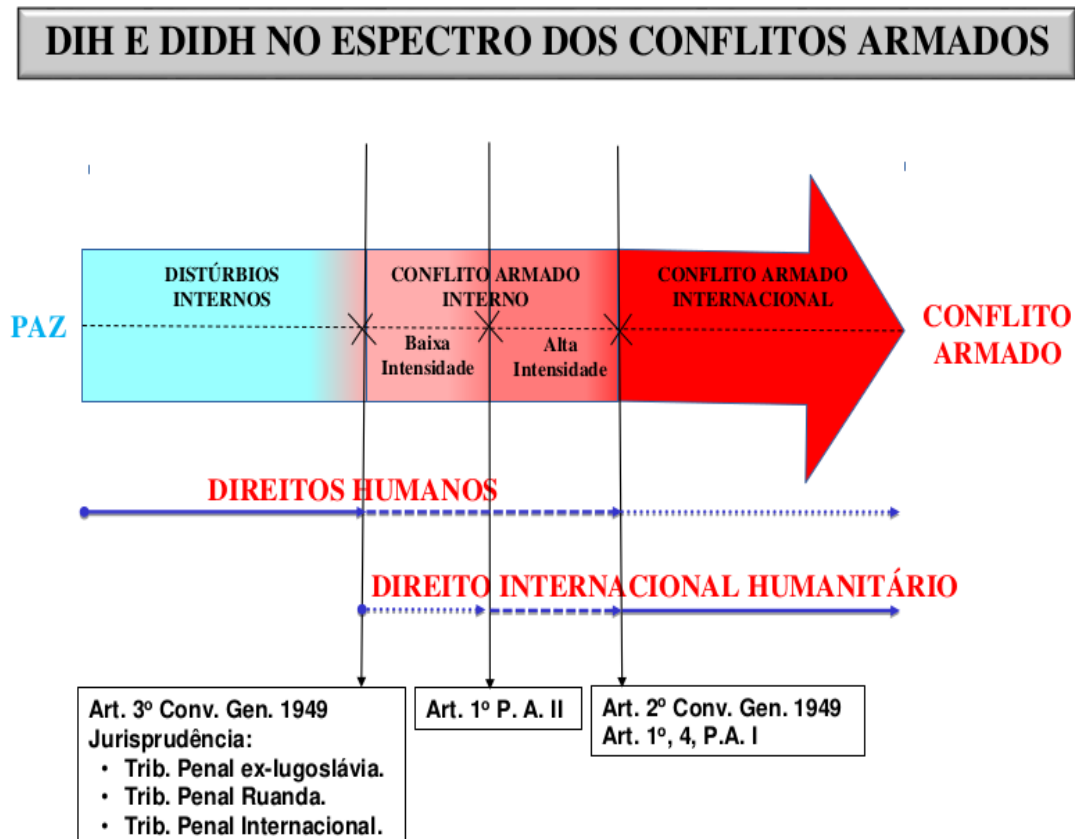 DIH E DIDH NO ESPECTRO DOS CONFLITOS ARMADOS
PAZ
DISTÚRBIOS
INTERNOS
CONFLITO ARMADO
INTERNO
Baixa
Intensidade
Alta
Intensidade
CONFLITO ARMADO
INTERNACIONAL
CONFLITO
ARMADO
DIREITOS HUMANOS
DIREITO INTERNACIONAL HUMANITÁRIO
Art. 3º Conv. Gen. 1949
Jurisprudência:
• Trib. Penal ex-Iugoslávia.
• Trib. Penal Ruanda.
• Trib. Penal Internacional.
Art. 1º P. A. II
Art. 2º Conv. Gen. 1949
Art. 1º, 4, P.A. I